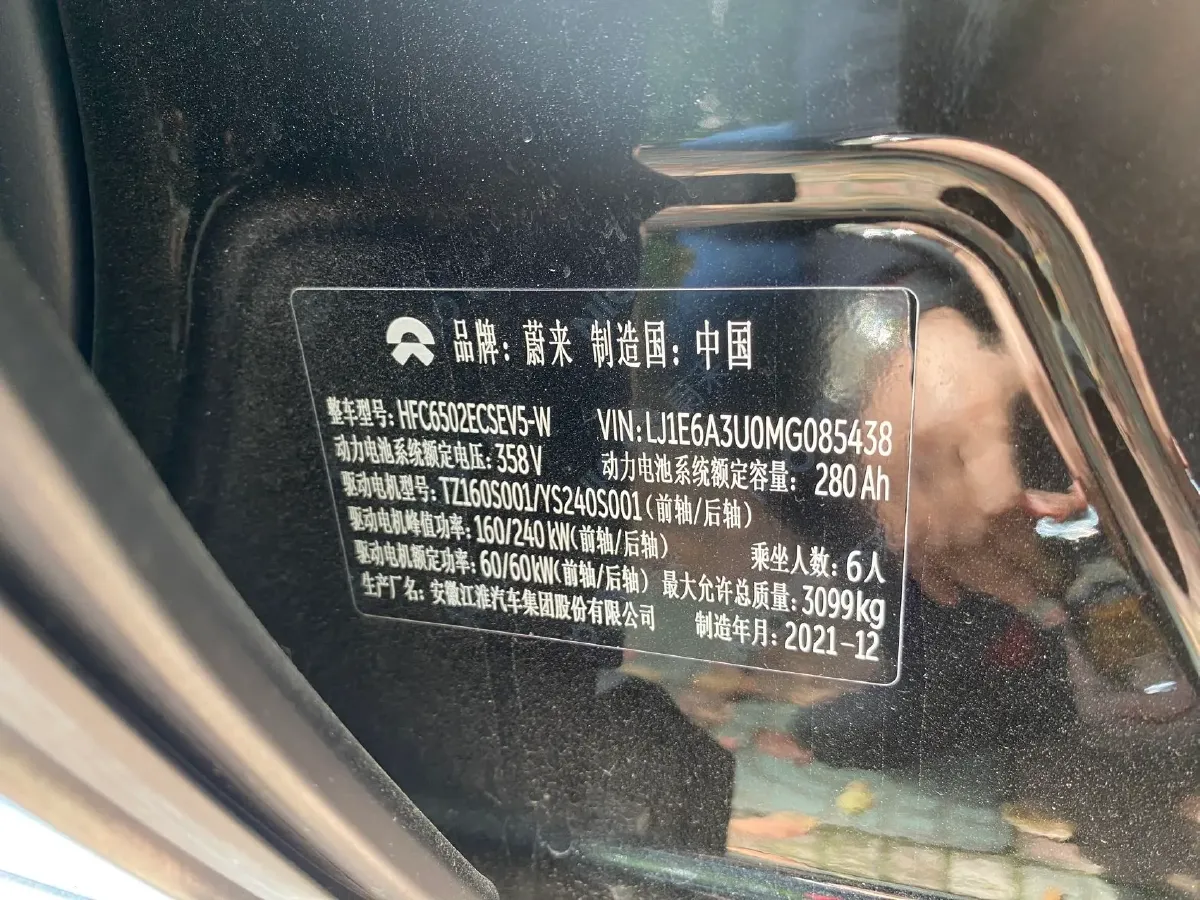 品牌：蔚来 制造国：中国
整车型号：HFC6502ECSEV5-W VIN:LJ1E6A3U0MG085438
动力电池系统额定电压：358V 动力电池系统额定容量：280Ah
驱动电机型号：TZ160S001/YS240S001(前轴/后轴)
驱动电机峰值功率：160/240kW(前轴/后轴) 乘坐人数：6人
驱动电机额定功率：60/60kW(前轴/后轴) 最大允许总质量：3099kg
生产厂名：安徽江淮汽车集团股份有限公司 制造年月：2021-12